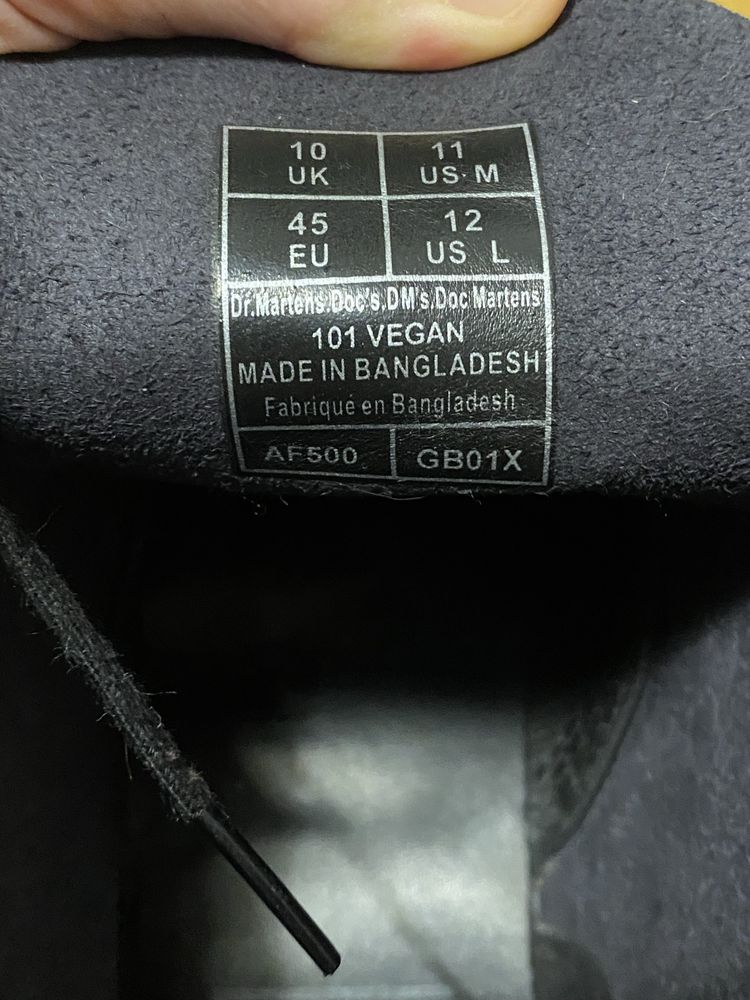 10 UK
11 US M
45 EU
12 US L
Dr.Martens.Doc's.DM's.Doc Martens
101 VEGAN
MADE IN BANGLADESH
Fabriqué en Bangladesh
AF500
GB01X